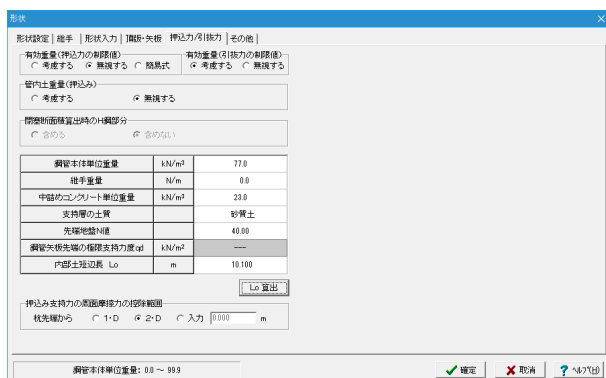 形状
形状設定 継手 形状入力 頂版・矢板 押込力/引抜力 その他
有効重量(押込力の制限値) 有効重量(引抜力の制限値)
考慮する 無視する 簡易式 考慮する 無視する
管内土重量(押込み)
考慮する 無視する
閉塞断面積算出時のH鋼部分
含める 含めない
鋼管本体単位重量 kN/m³ 77.0
継手重量 N/m 0.0
中詰めコンクリート単位重量 kN/m³ 23.0
支持層の土質 砂質土
先端地盤N値 40.00
鋼管矢板先端の極限支持力度qd kN/m² ---
内部土短辺長 Lo m 10.100
Lo 算出
押込み支持力の周面摩擦力の控除範囲
杭先端から 1・D 2・D 入力 0.000 m
鋼管本体単位重量: 0.0 ～ 99.9 確定 取消 ヘルプ(H)